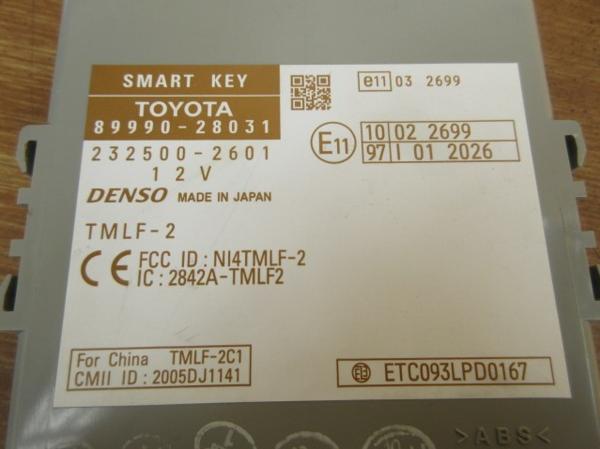 SMART KEY
TOYOTA
89990-28031
232500-2601
12V
DENSO MADE IN JAPAN
TMLF-2
CE FCC ID : NI4TMLF-2
IC : 2842A-TMLF2
For China TMLF-2C1
CMII ID : 2005DJ1141
e11 03 2699
E11 10 02 2699
97 I 01 2026
ETC093LPD0167
>ABS<